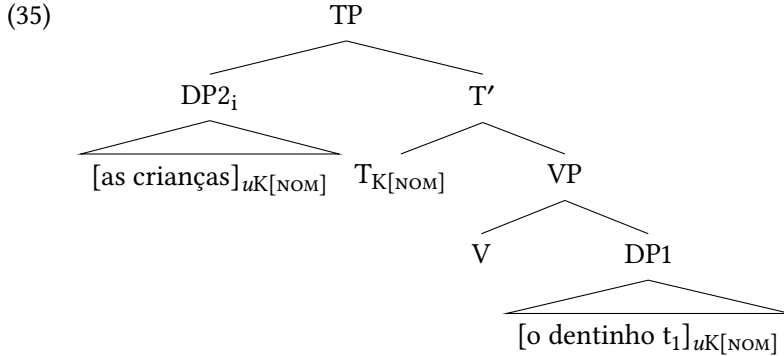 (35) TP
DP2i T′
[as crianças]uK[NOM] TK[NOM] VP
V DP1
[o dentinho t1]uK[NOM]